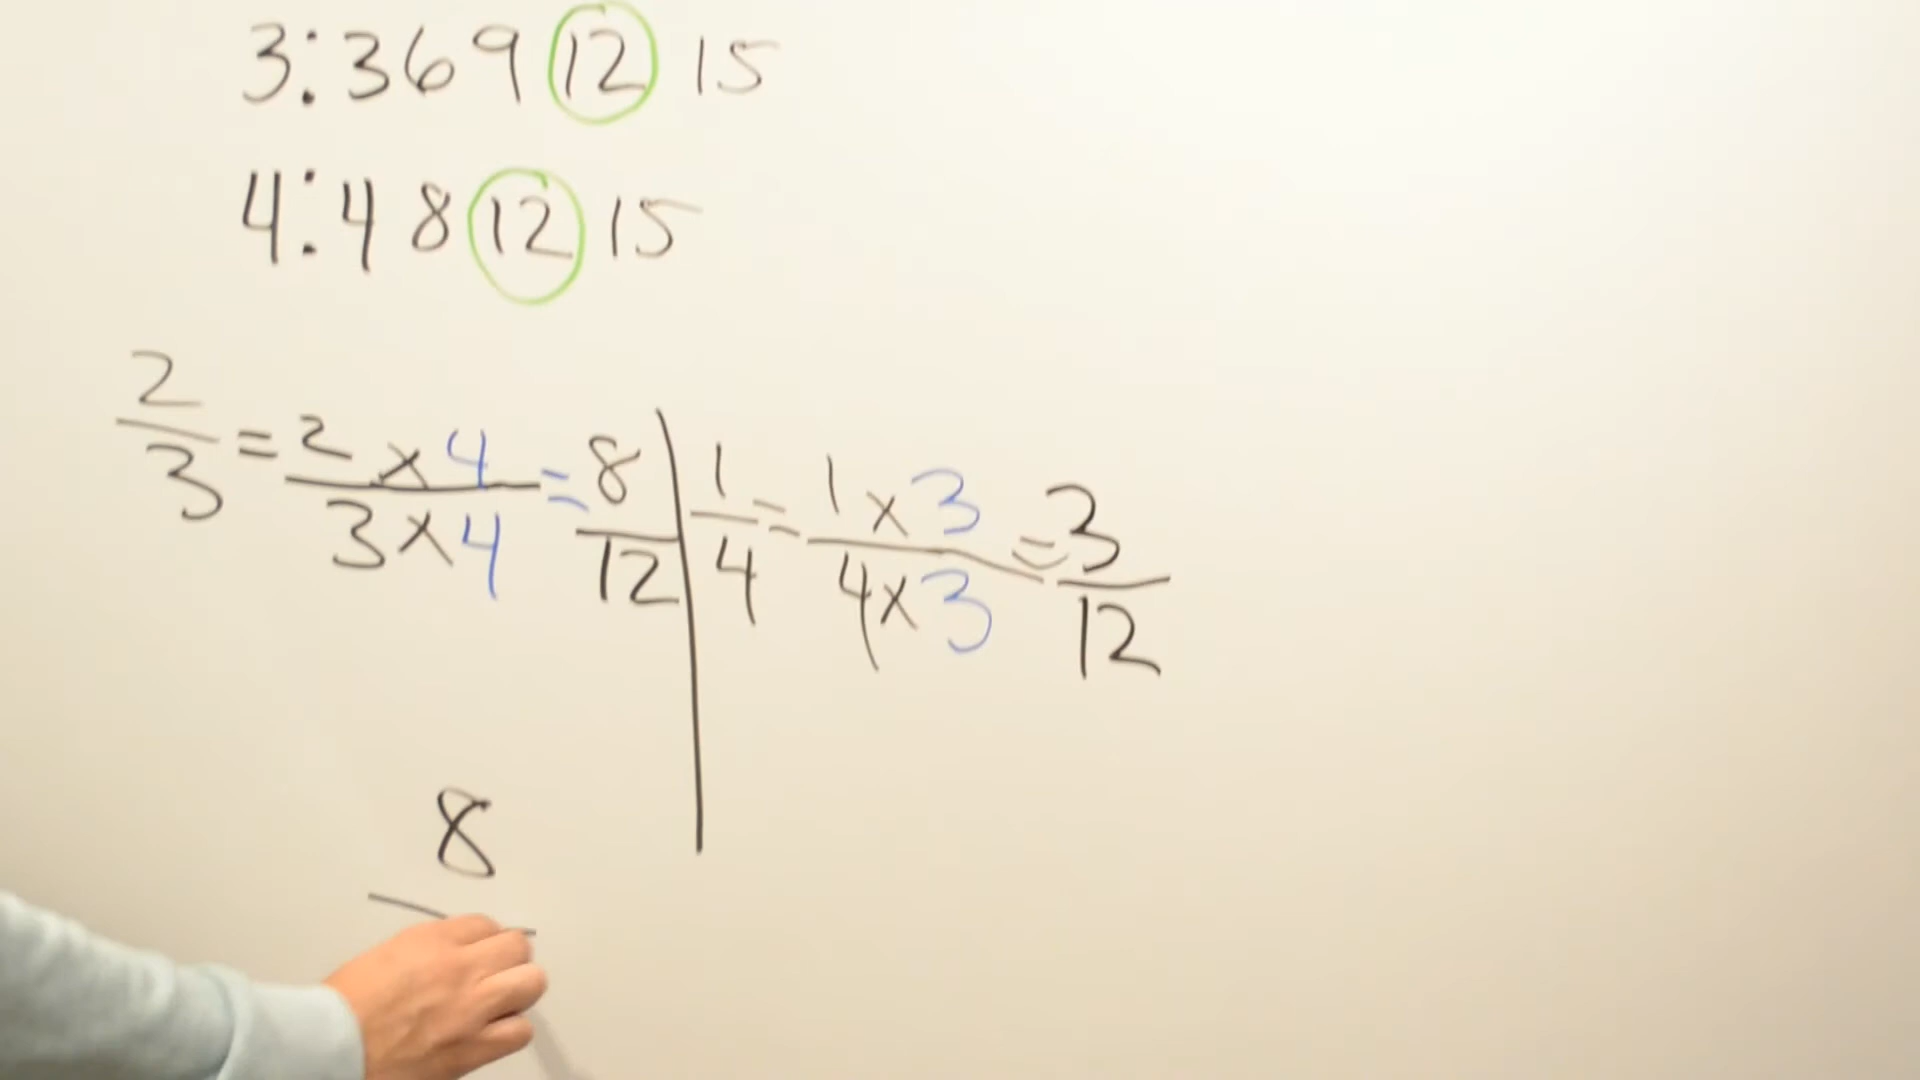 3: 3 6 9 12 15
4: 4 8 12 15
2/3 = 2 x 4 / 3 x 4 = 8/12 | 1/4 = 1 x 3 / 4 x 3 = 3/12
8